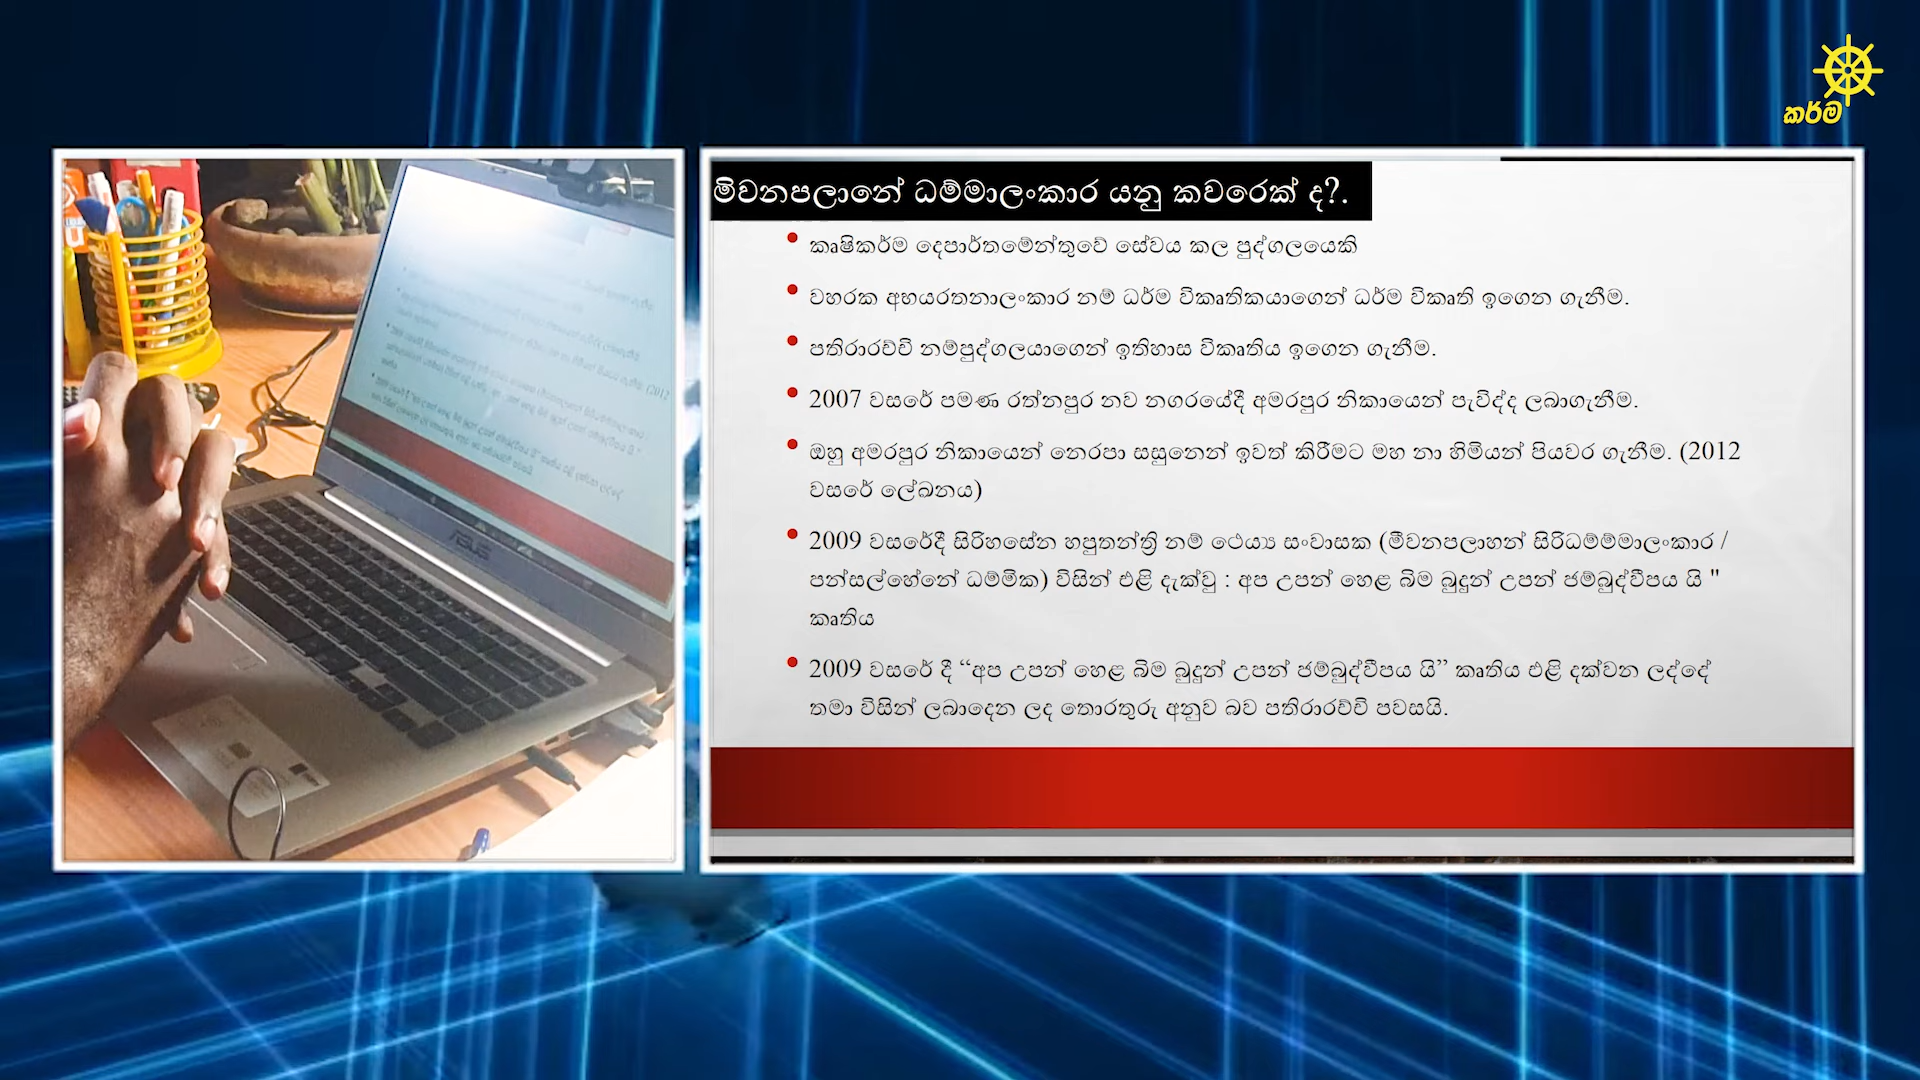 කර්ම
මිවනපලානේ ධම්මාලංකාර යනු කවරෙක් ද?.
• කෘෂිකර්ම දෙපාර්තමේන්තුවේ සේවය කල පුද්ගලයෙකි
• වහරක අභයරතනාලංකාර නම් ධර්ම විකෘතිකයාගෙන් ධර්ම විකෘති ඉගෙන ගැනීම.
• පතිරාරච්චි නම්පුද්ගලයාගෙන් ඉතිහාස විකෘතිය ඉගෙන ගැනීම.
• 2007 වසරේ පමණ රත්නපුර නව නගරයේදී අමරපුර නිකායෙන් පැවිද්ද ලබාගැනීම.
• ඔහු අමරපුර නිකායෙන් නෙරපා සසුනෙන් ඉවත් කිරීමට මහ නා හිමියන් පියවර ගැනීම. (2012
වසරේ ලේඛනය)
• 2009 වසරේදී සිරිහසේන හපුතන්ත්‍රි නම් ථෙය්‍ය සංවාසක (මීවනපලාහන් සිරිධම්ම්මාලංකාර /
පන්සල්හේනේ ධම්මික) විසින් එළි දැක්වු : අප උපන් හෙළ බිම බුදුන් උපන් ජම්බුද්වීපය යි "
කෘතිය
• 2009 වසරේ දී “අප උපන් හෙළ බිම බුදුන් උපන් ජම්බුද්වීපය යි” කෘතිය එළි දක්වන ලද්දේ
තමා විසින් ලබාදෙන ලද තොරතුරු අනුව බව පතිරාරච්චි පවසයි.
ASUS